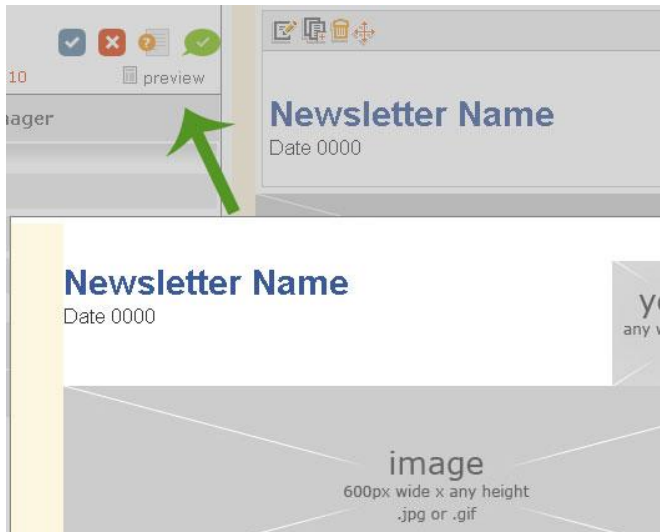 10
preview
nager
Newsletter Name
Date 0000
Newsletter Name
Date 0000
any
image
600px wide x any height
.jpg or .gif